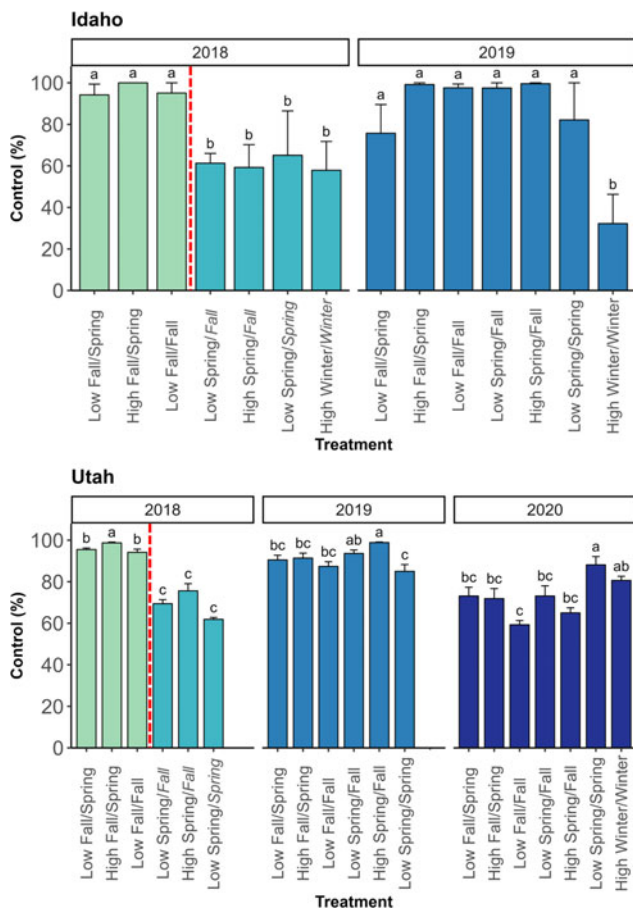 Idaho
2018
2019
Control (%)
100
80
60
40
20
0
a
a
a
b
b
b
b
a
a
a
a
a
a
b
Low Fall/Spring
High Fall/Spring
Low Fall/Fall
Low Spring/Fall
High Spring/Fall
Low Spring/Spring
High Winter/Winter
Low Fall/Spring
High Fall/Spring
Low Fall/Fall
Low Spring/Fall
High Spring/Fall
Low Spring/Spring
High Winter/Winter
Treatment
Utah
2018
2019
2020
Control (%)
100
80
60
40
20
0
b
a
b
c
c
c
bc
bc
bc
ab
a
c
bc
bc
c
bc
bc
a
ab
Low Fall/Spring
High Fall/Spring
Low Fall/Fall
Low Spring/Fall
High Spring/Fall
Low Spring/Spring
Low Fall/Spring
High Fall/Spring
Low Fall/Fall
Low Spring/Fall
High Spring/Fall
Low Spring/Spring
Low Fall/Spring
High Fall/Spring
Low Fall/Fall
Low Spring/Fall
High Spring/Fall
Low Spring/Spring
High Winter/Winter
Treatment